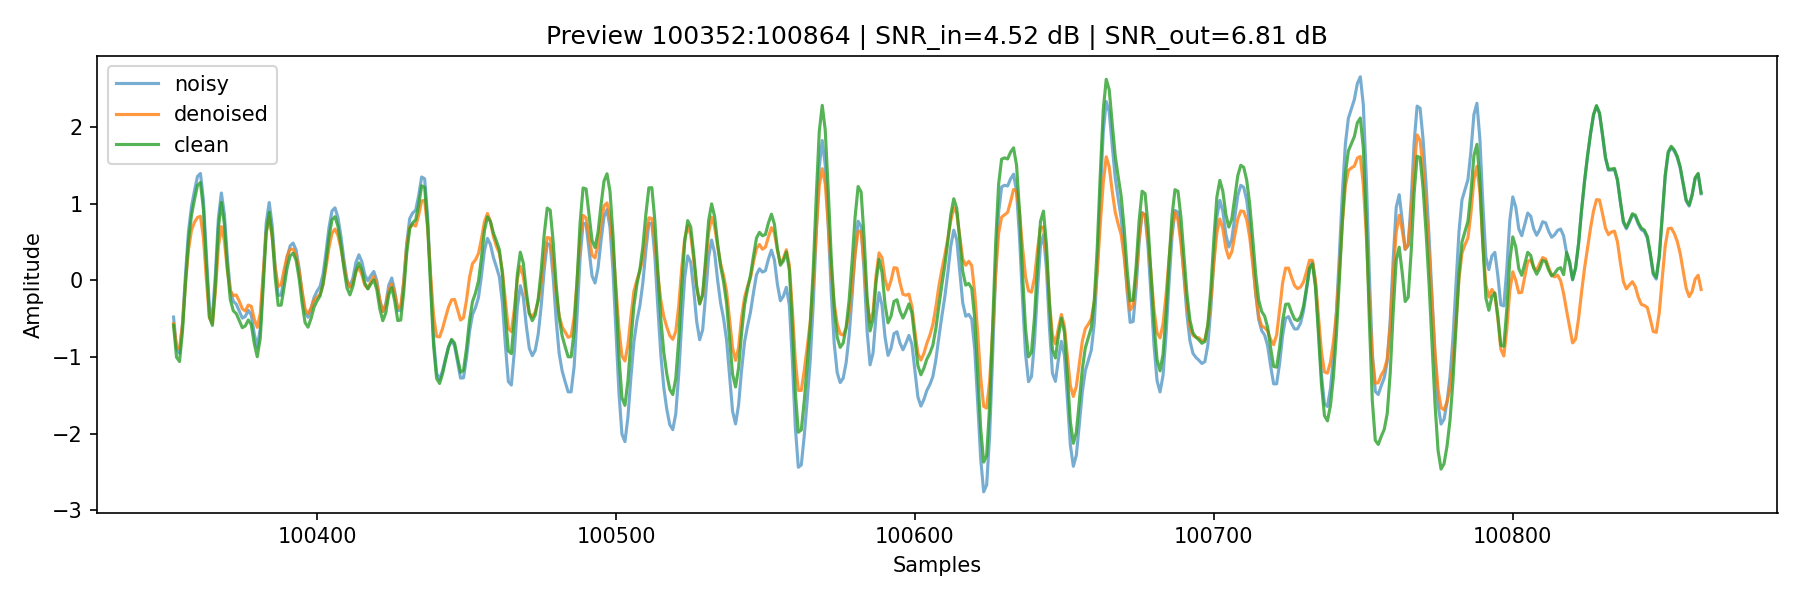 Preview 100352:100864 | SNR_in=4.52 dB | SNR_out=6.81 dB
noisy
denoised
clean
Amplitude
2
1
0
−1
−2
−3
100400 100500 100600 100700 100800
Samples